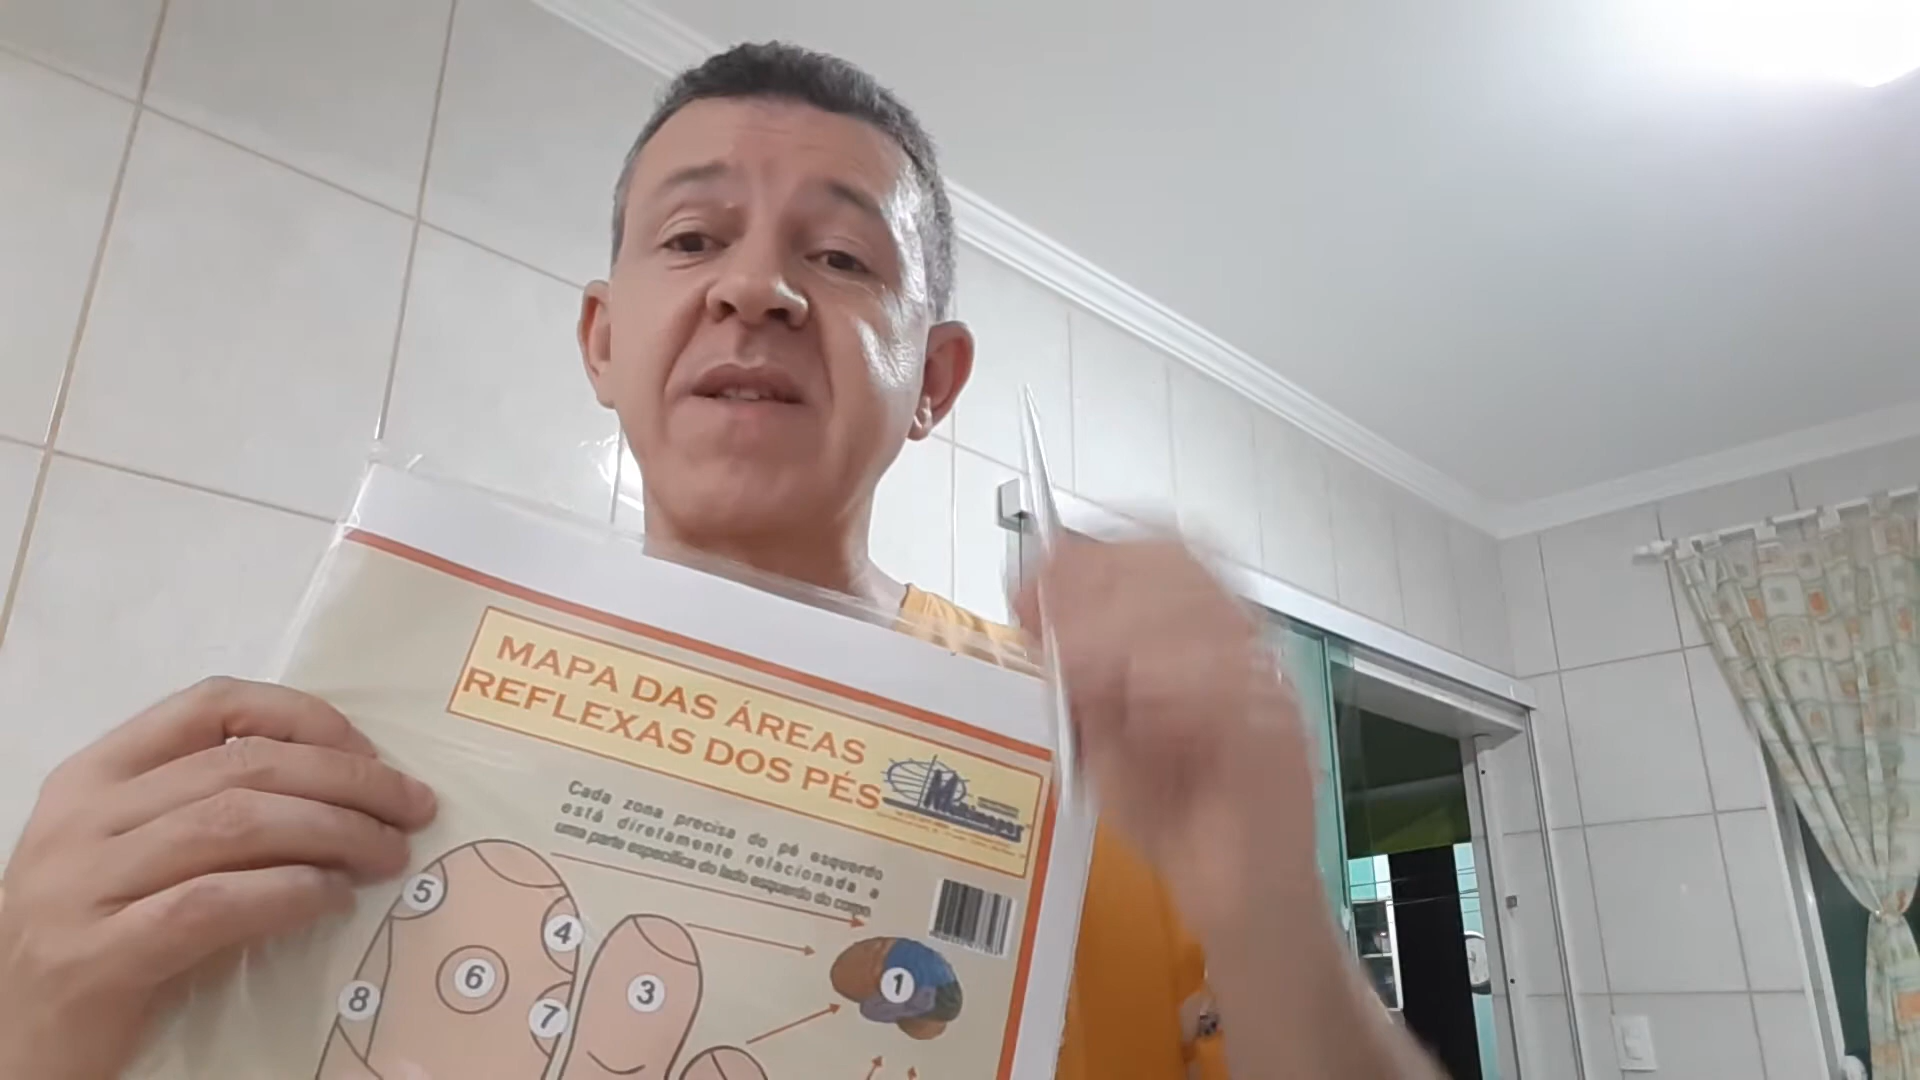 MAPA DAS ÁREAS
REFLEXAS DOS PÉS
Cada zona precisa do pé esquerdo
está diretamente relacionada a
uma parte específica do lado esquerdo do corpo
5
4
6
3
1
8
7